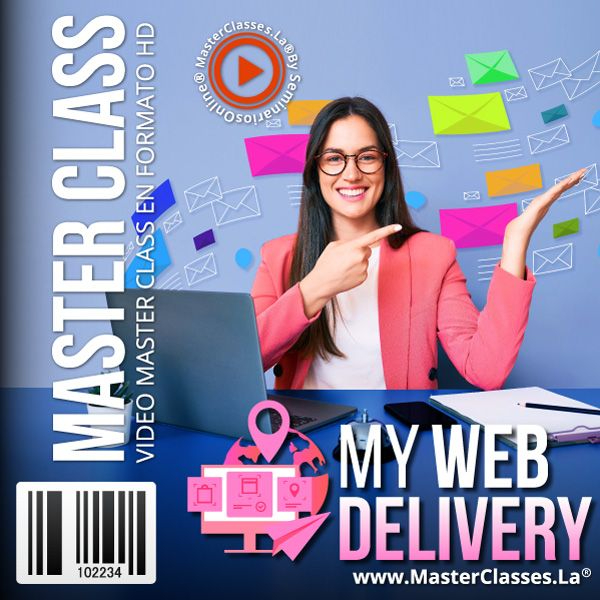 MASTER CLASS
VIDEO MASTER CLASS EN FORMATO HD
MasterClasses.La® By SeminariosOnline®
102234
MY WEB
DELIVERY
www.MasterClasses.La®